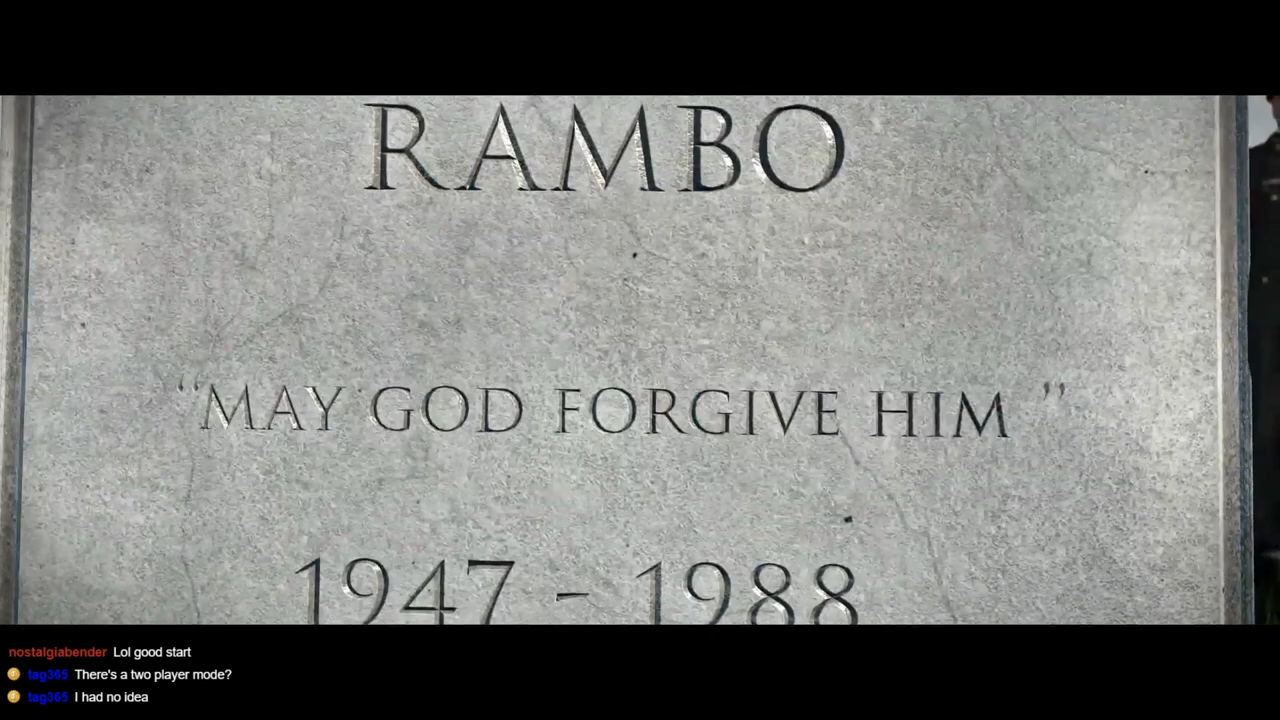 RAMBO
“MAY GOD FORGIVE HIM ”
1947 - 1988
nostalgiabender Lol good start
tag365 There's a two player mode?
tag365 I had no idea